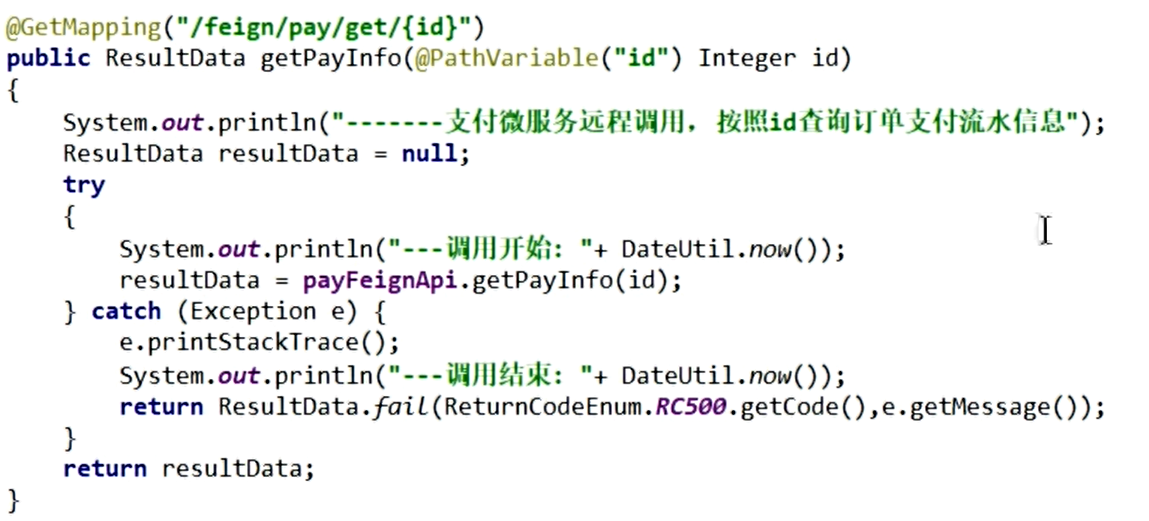 @GetMapping("/feign/pay/get/{id}")
public ResultData getPayInfo(@PathVariable("id") Integer id)
{
    System.out.println("-------支付微服务远程调用，按照id查询订单支付流水信息");
    ResultData resultData = null;
    try
    {
        System.out.println("---调用开始: "+ DateUtil.now());
        resultData = payFeignApi.getPayInfo(id);
    } catch (Exception e) {
        e.printStackTrace();
        System.out.println("---调用结束: "+ DateUtil.now());
        return ResultData.fail(ReturnCodeEnum.RC500.getCode(),e.getMessage());
    }
    return resultData;
}